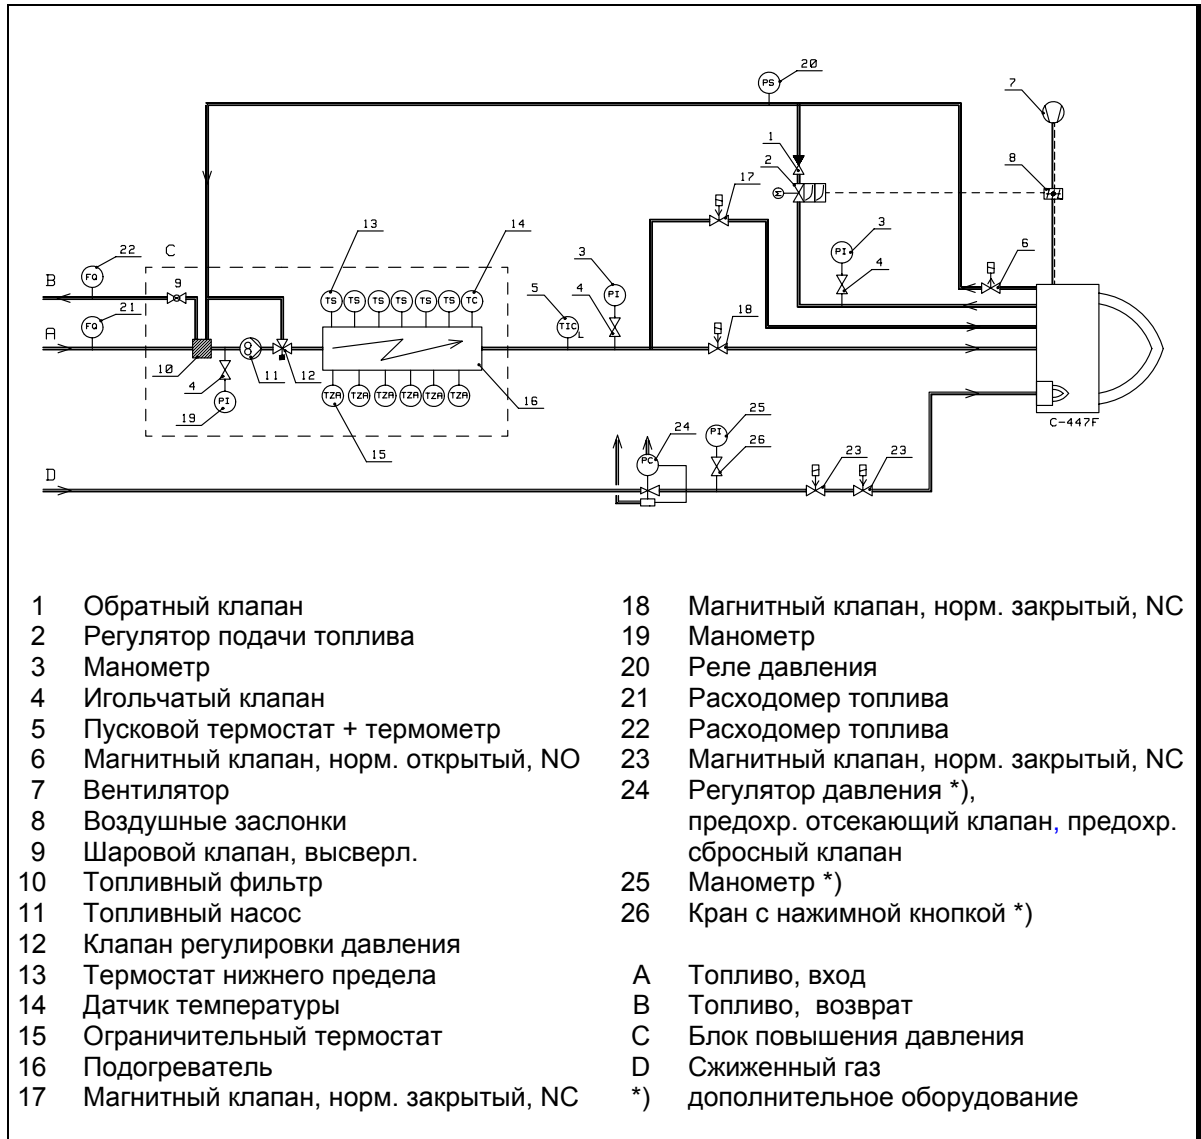 PS
20
7
1
2
M
8
17
13
14
3
PI
3
4
6
22
C
B
FQ
9
21
A
FQ
TS
TS
TS
TS
TS
TS
TC
5
TIC
L
PI
4
18
10
4
11
12
19
PI
TZA
TZA
TZA
TZA
TZA
TZA
16
15
C-447F
D
24
PC
25
PI
26
23
23
1 Обратный клапан
2 Регулятор подачи топлива
3 Манометр
4 Игольчатый клапан
5 Пусковой термостат + термометр
6 Магнитный клапан, норм. открытый, NO
7 Вентилятор
8 Воздушные заслонки
9 Шаровой клапан, высверл.
10 Топливный фильтр
11 Топливный насос
12 Клапан регулировки давления
13 Термостат нижнего предела
14 Датчик температуры
15 Ограничительный термостат
16 Подогреватель
17 Магнитный клапан, норм. закрытый, NC
18 Магнитный клапан, норм. закрытый, NC
19 Манометр
20 Реле давления
21 Расходомер топлива
22 Расходомер топлива
23 Магнитный клапан, норм. закрытый, NC
24 Регулятор давления *),
предохр. отсекающий клапан, предохр.
сбросный клапан
25 Манометр *)
26 Кран с нажимной кнопкой *)
A Топливо, вход
B Топливо, возврат
C Блок повышения давления
D Сжиженный газ
*) дополнительное оборудование